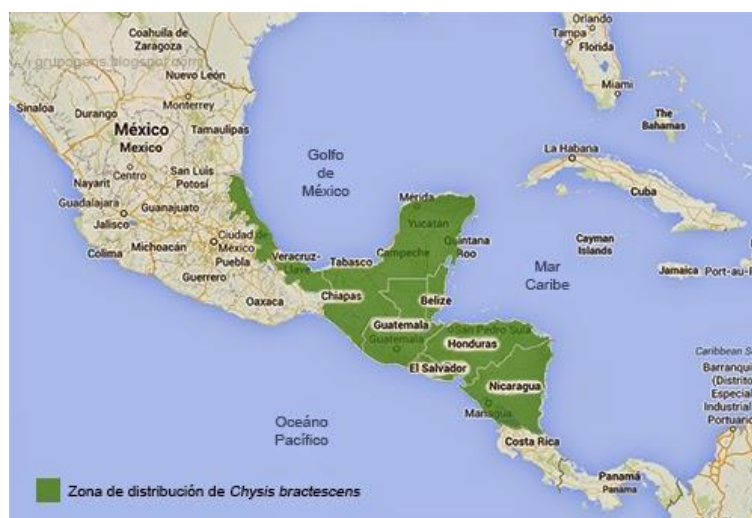 Coahuila de
Zaragoza
grupogens.blogspot.com
Nuevo León
Monterrey
Sinaloa
Durango
México
Mexico
Tamaulipas
Centro
San Luis
Potosí
Nayarit
Guadalajara
Jalisco
Guanajuato
Colima
Michoacán
Ciudad de
México
Puebla
Guerrero
Oaxaca
Veracruz-
Llave
Tabasco
Chiapas
Golfo
de
México
Mérida
Yucatán
Campeche
Quintana
Roo
Belize
Guatemala
Guatemala
San Pedro Sula
Honduras
El Salvador
Nicaragua
Managua
Costa Rica
Panamá
Panama
Orlando
Tampa
Florida
Miami
The
Bahamas
La Habana
Cuba
Cayman
Islands
Jamaica
Port-au-P
Mar
Caribe
Caribbean S
Barranqui
(Distrito
Especial
Industrial
Portuario
Océano
Pacífico
Zona de distribución de Chysis bractescens